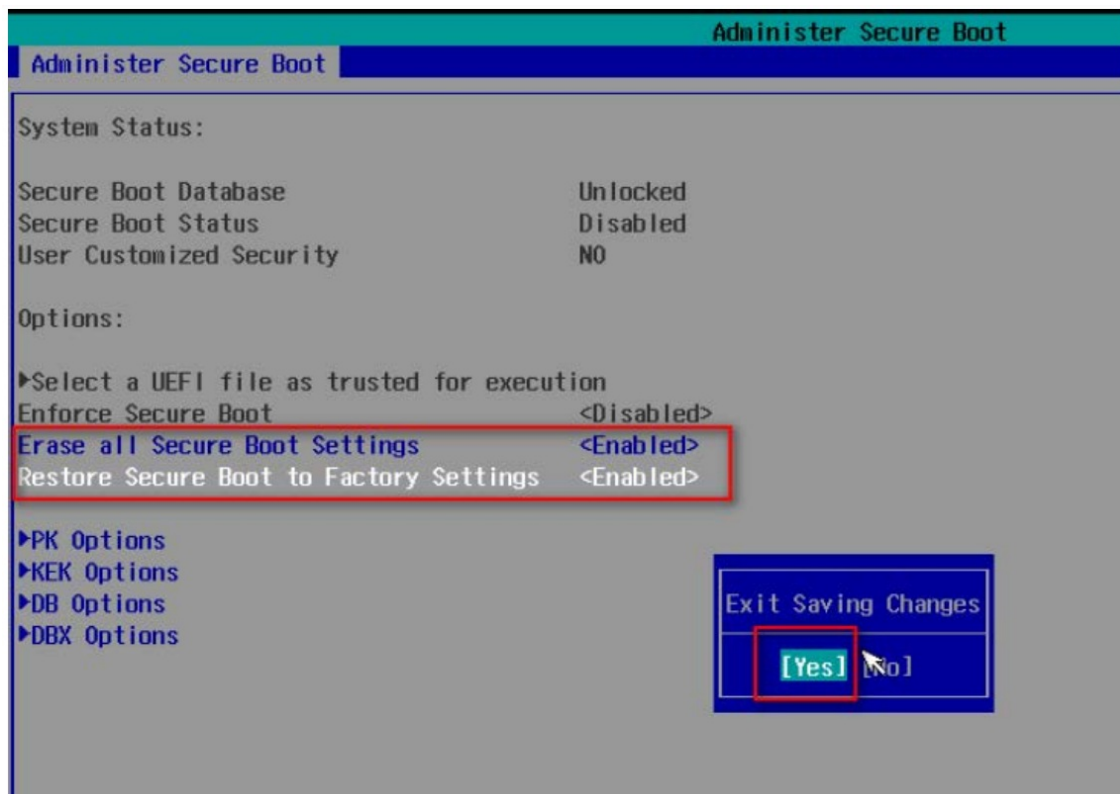 Administer Secure Boot
Administer Secure Boot
System Status:
Secure Boot Database Unlocked
Secure Boot Status Disabled
User Customized Security NO
Options:
▶Select a UEFI file as trusted for execution
Enforce Secure Boot <Disabled>
Erase all Secure Boot Settings <Enabled>
Restore Secure Boot to Factory Settings <Enabled>
▶PK Options
▶KEK Options
▶DB Options
▶DBX Options
Exit Saving Changes
[Yes] [No]